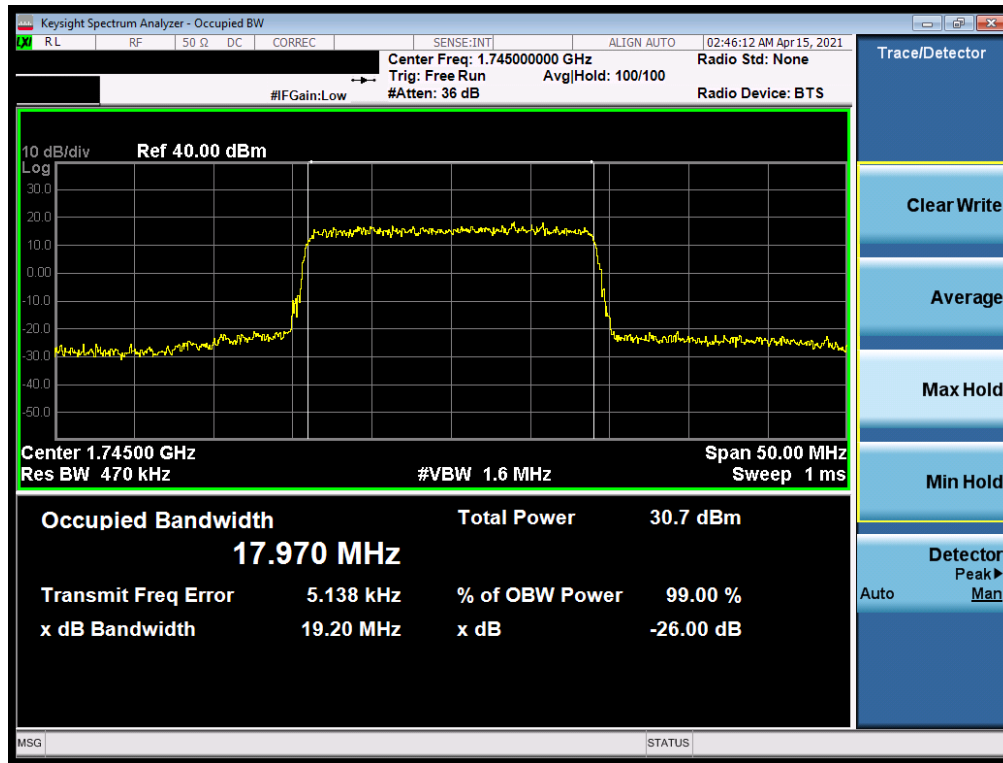 Keysight Spectrum Analyzer - Occupied BW
LXI RL RF 50 Ω DC CORREC SENSE:INT ALIGN AUTO 02:46:12 AM Apr 15, 2021
Center Freq: 1.745000000 GHz Radio Std: None
Trig: Free Run Avg|Hold: 100/100
#IFGain:Low #Atten: 36 dB Radio Device: BTS
10 dB/div Ref 40.00 dBm
Log
30.0
20.0
10.0
0.00
-10.0
-20.0
-30.0
-40.0
-50.0
Center 1.74500 GHz Span 50.00 MHz
Res BW 470 kHz #VBW 1.6 MHz Sweep 1 ms
Occupied Bandwidth Total Power 30.7 dBm
17.970 MHz
Transmit Freq Error 5.138 kHz % of OBW Power 99.00 %
x dB Bandwidth 19.20 MHz x dB -26.00 dB
MSG STATUS
Trace/Detector
Clear Write
Average
Max Hold
Min Hold
Detector
Peak▶
Auto Man